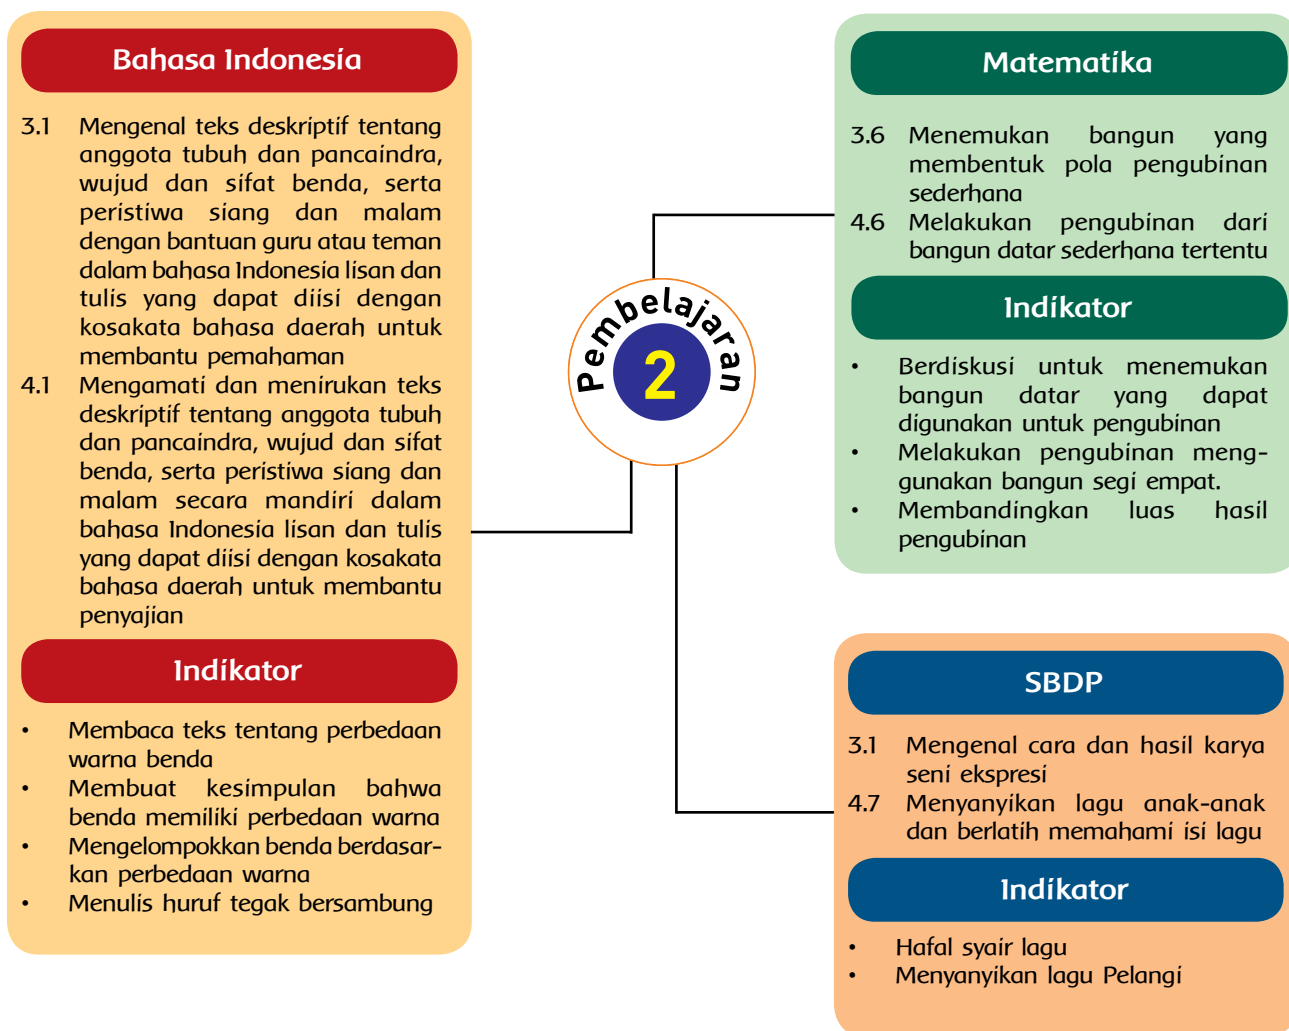 Bahasa Indonesia
3.1 Mengenal teks deskriptif tentang
anggota tubuh dan pancaindra,
wujud dan sifat benda, serta
peristiwa siang dan malam
dengan bantuan guru atau teman
dalam bahasa Indonesia lisan dan
tulis yang dapat diisi dengan
kosakata bahasa daerah untuk
membantu pemahaman
4.1 Mengamati dan menirukan teks
deskriptif tentang anggota tubuh
dan pancaindra, wujud dan sifat
benda, serta peristiwa siang dan
malam secara mandiri dalam
bahasa Indonesia lisan dan tulis
yang dapat diisi dengan kosakata
bahasa daerah untuk membantu
penyajian
Indikator
• Membaca teks tentang perbedaan
warna benda
• Membuat kesimpulan bahwa
benda memiliki perbedaan warna
• Mengelompokkan benda berdasar-
kan perbedaan warna
• Menulis huruf tegak bersambung
Pembelajaran
2
Matematika
3.6 Menemukan bangun yang
membentuk pola pengubinan
sederhana
4.6 Melakukan pengubinan dari
bangun datar sederhana tertentu
Indikator
• Berdiskusi untuk menemukan
bangun datar yang dapat
digunakan untuk pengubinan
• Melakukan pengubinan meng-
gunakan bangun segi empat.
• Membandingkan luas hasil
pengubinan
SBDP
3.1 Mengenal cara dan hasil karya
seni ekspresi
4.7 Menyanyikan lagu anak-anak
dan berlatih memahami isi lagu
Indikator
• Hafal syair lagu
• Menyanyikan lagu Pelangi